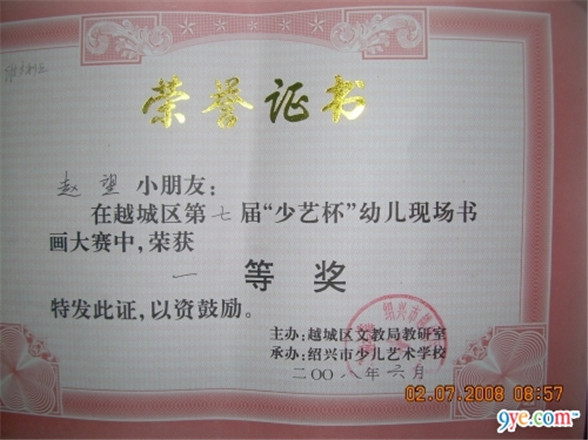 荣誉证书
赵望小朋友：
在越城区第七届“少艺杯”幼儿现场书
画大赛中，荣获
一等奖
特发此证，以资鼓励。
主办：越城区文教局教研室
承办：绍兴市少儿艺术学校
二〇〇八年六月
02.07.2008 08:57
9ye.com